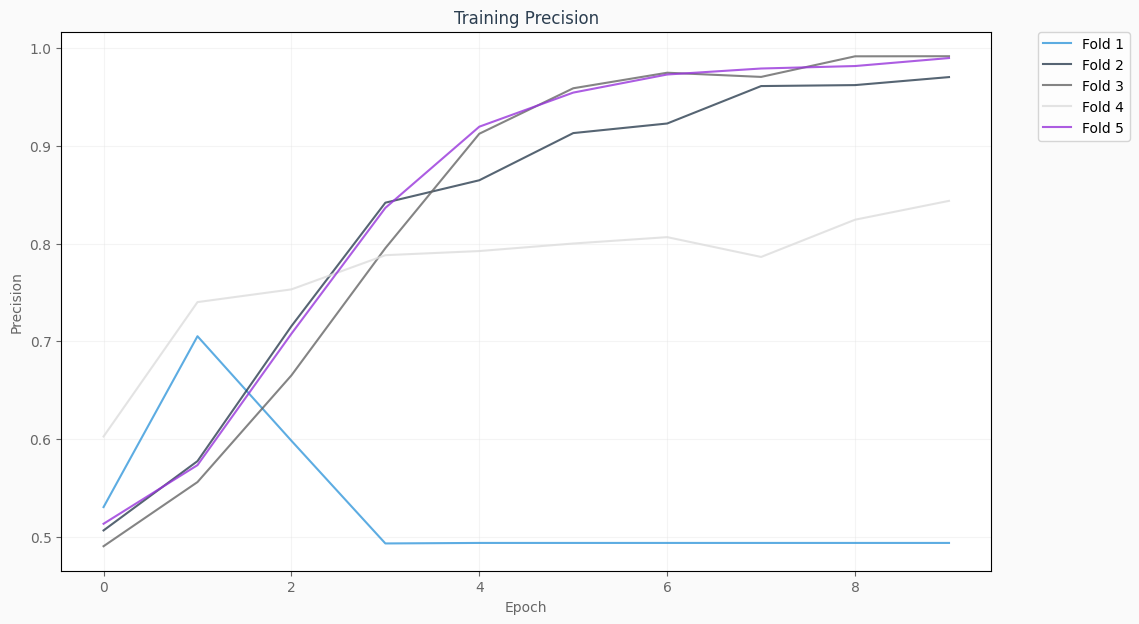 Training Precision
Fold 1
Fold 2
Fold 3
Fold 4
Fold 5
1.0
0.9
0.8
0.7
0.6
0.5
Precision
0 2 4 6 8
Epoch